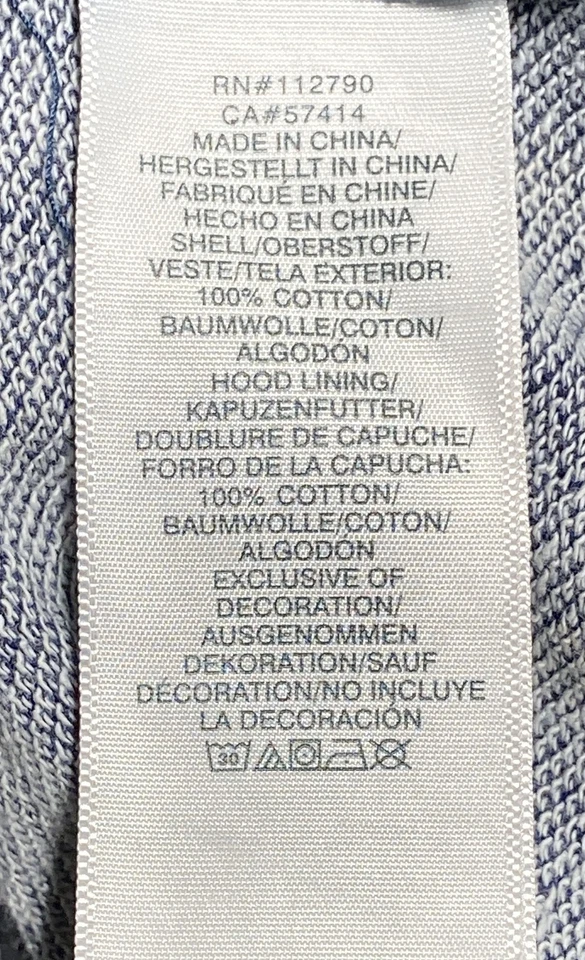 RN#112790
CA#57414
MADE IN CHINA/
HERGESTELLT IN CHINA/
FABRIQUÉ EN CHINE/
HECHO EN CHINA
SHELL/OBERSTOFF/
VESTE/TELA EXTERIOR:
100% COTTON/
BAUMWOLLE/COTON/
ALGODÓN
HOOD LINING/
KAPUZENFUTTER/
DOUBLURE DE CAPUCHE/
FORRO DE LA CAPUCHA:
100% COTTON/
BAUMWOLLE/COTON/
ALGODÓN
EXCLUSIVE OF
DECORATION/
AUSGENOMMEN
DEKORATION/SAUF
DÉCORATION/NO INCLUYE
LA DECORACIÓN
30